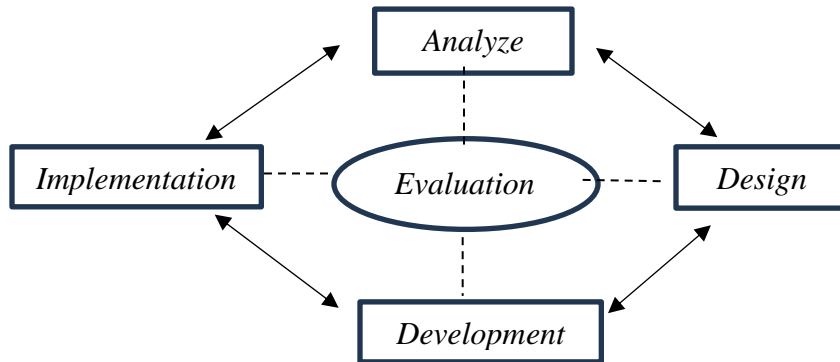 Analyze
Implementation
Evaluation
Design
Development